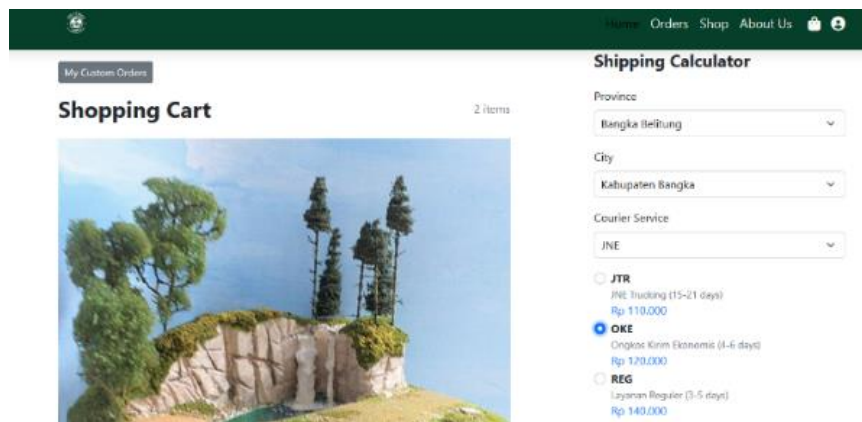 Home Orders Shop About Us
My Custom Orders
Shopping Cart
2 items
Shipping Calculator
Province
Bangka Belitung
City
Kabupaten Bangka
Courier Service
JNE
JTR
JNE Trucking (15-21 days)
Rp 110.000
OKE
Ongkos Kirim Ekonomis (4-6 days)
Rp 120.000
REG
Layanan Reguler (3-5 days)
Rp 140.000